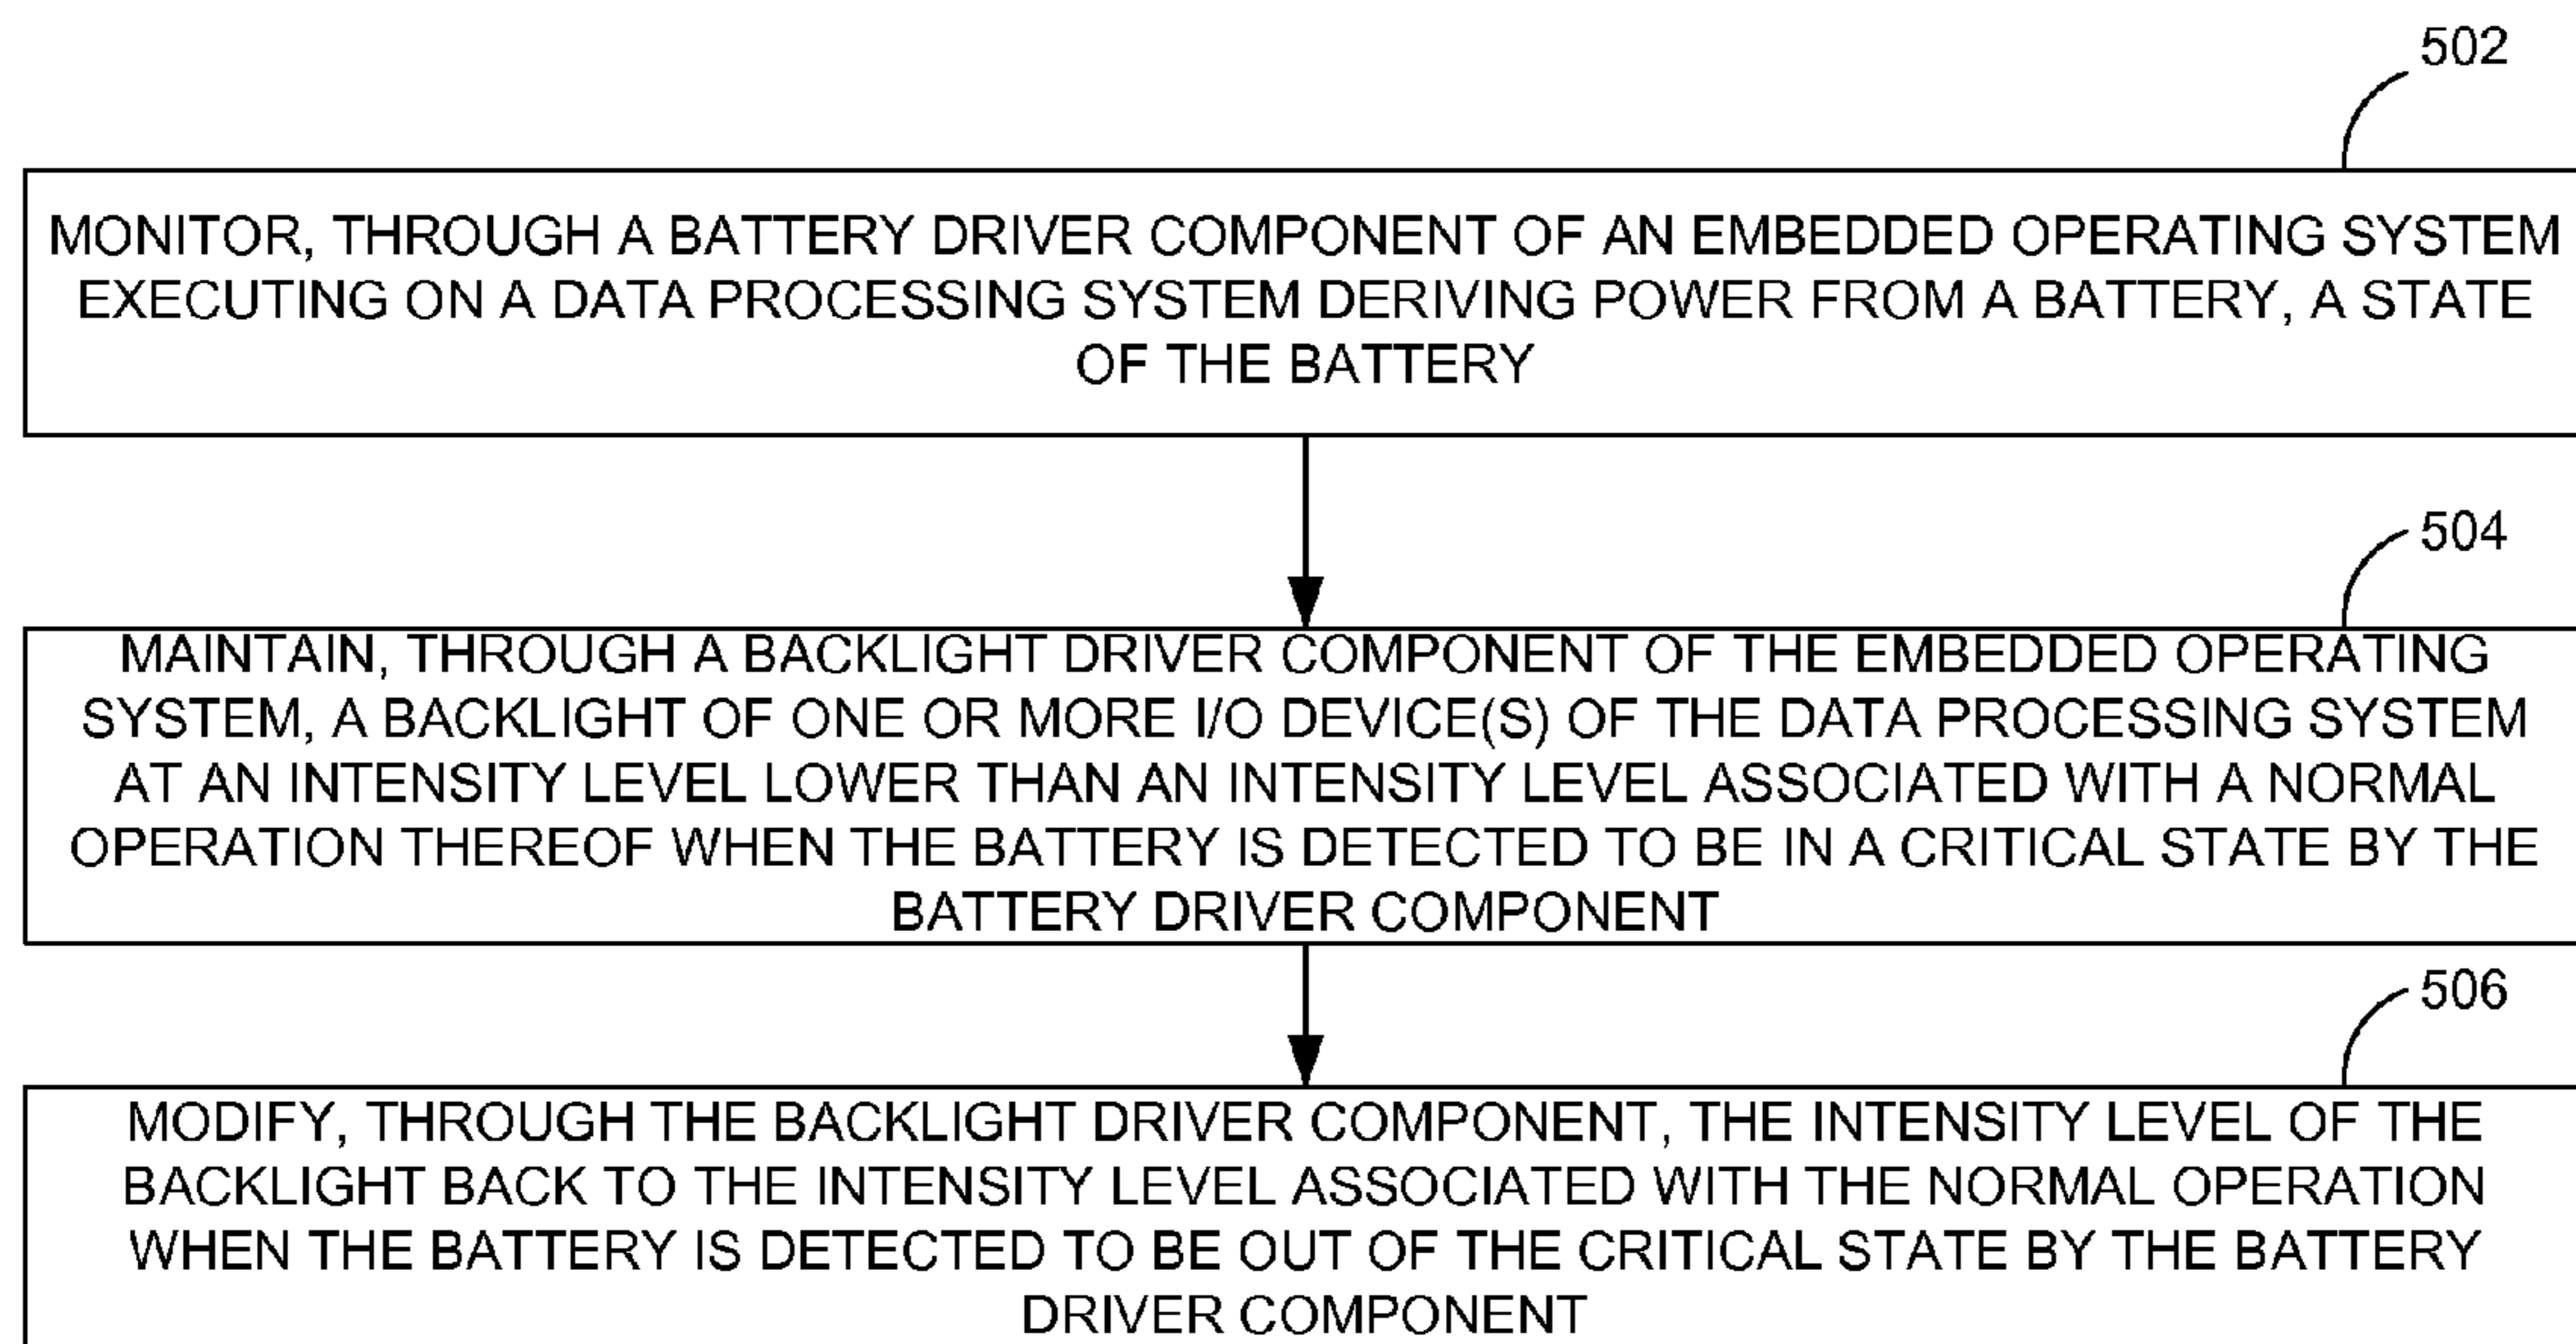 502
MONITOR, THROUGH A BATTERY DRIVER COMPONENT OF AN EMBEDDED OPERATING SYSTEM
EXECUTING ON A DATA PROCESSING SYSTEM DERIVING POWER FROM A BATTERY, A STATE
OF THE BATTERY
504
MAINTAIN, THROUGH A BACKLIGHT DRIVER COMPONENT OF THE EMBEDDED OPERATING
SYSTEM, A BACKLIGHT OF ONE OR MORE I/O DEVICE(S) OF THE DATA PROCESSING SYSTEM
AT AN INTENSITY LEVEL LOWER THAN AN INTENSITY LEVEL ASSOCIATED WITH A NORMAL
OPERATION THEREOF WHEN THE BATTERY IS DETECTED TO BE IN A CRITICAL STATE BY THE
BATTERY DRIVER COMPONENT
506
MODIFY, THROUGH THE BACKLIGHT DRIVER COMPONENT, THE INTENSITY LEVEL OF THE
BACKLIGHT BACK TO THE INTENSITY LEVEL ASSOCIATED WITH THE NORMAL OPERATION
WHEN THE BATTERY IS DETECTED TO BE OUT OF THE CRITICAL STATE BY THE BATTERY
DRIVER COMPONENT